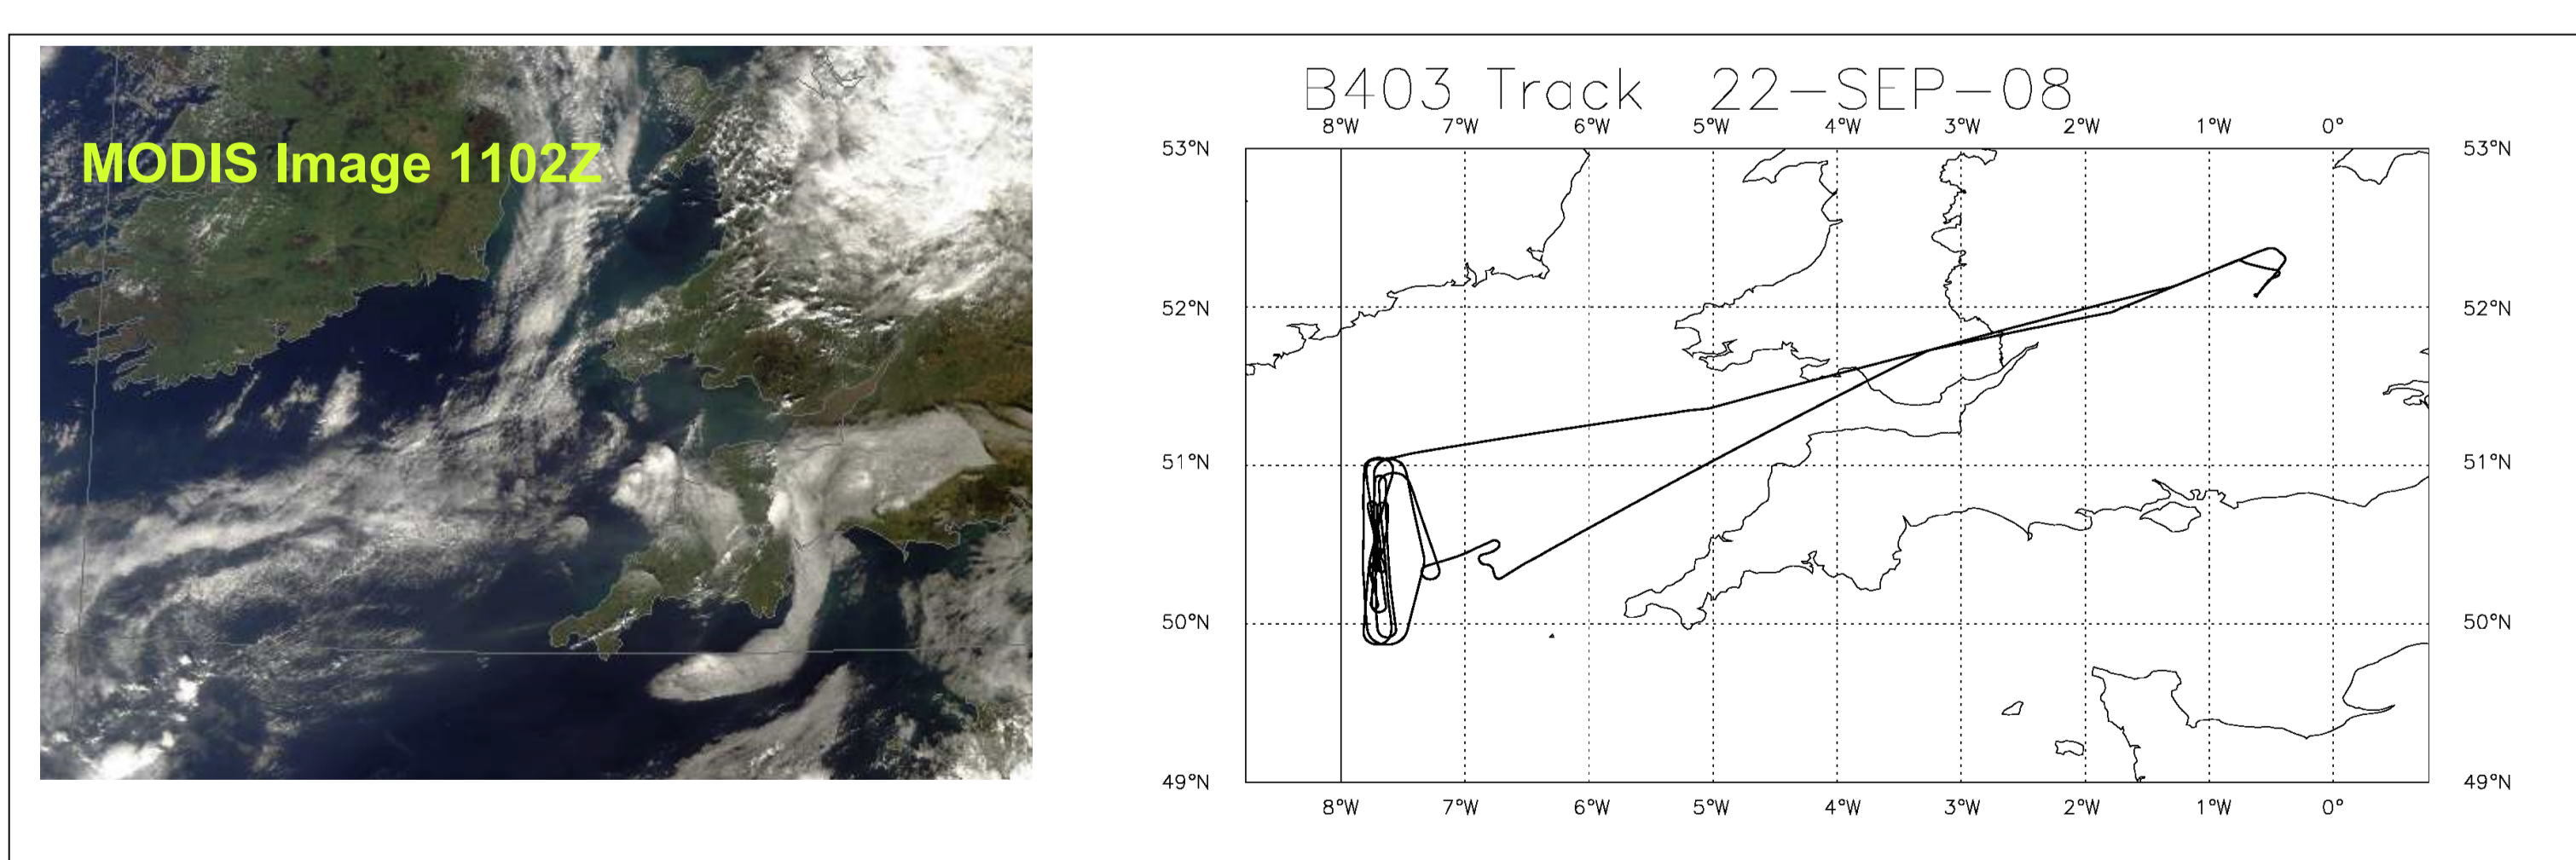 MODIS Image 1102Z
B403 Track 22-SEP-08
8°W 7°W 6°W 5°W 4°W 3°W 2°W 1°W 0°
53°N 53°N
52°N 52°N
51°N 51°N
50°N 50°N
49°N 49°N
8°W 7°W 6°W 5°W 4°W 3°W 2°W 1°W 0°